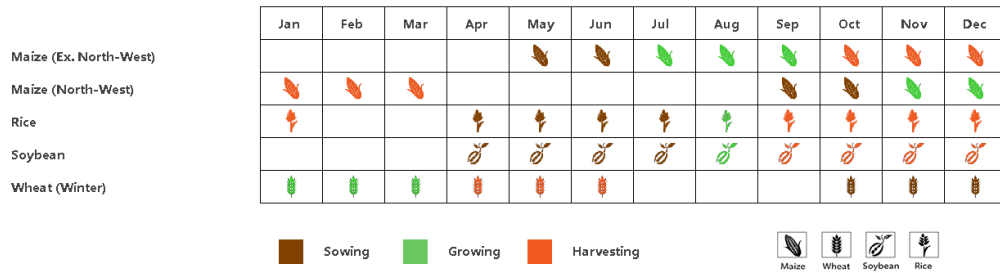 Jan Feb Mar Apr May Jun Jul Aug Sep Oct Nov Dec
Maize (Ex. North-West)
Maize (North-West)
Rice
Soybean
Wheat (Winter)
Sowing Growing Harvesting
Maize Wheat Soybean Rice